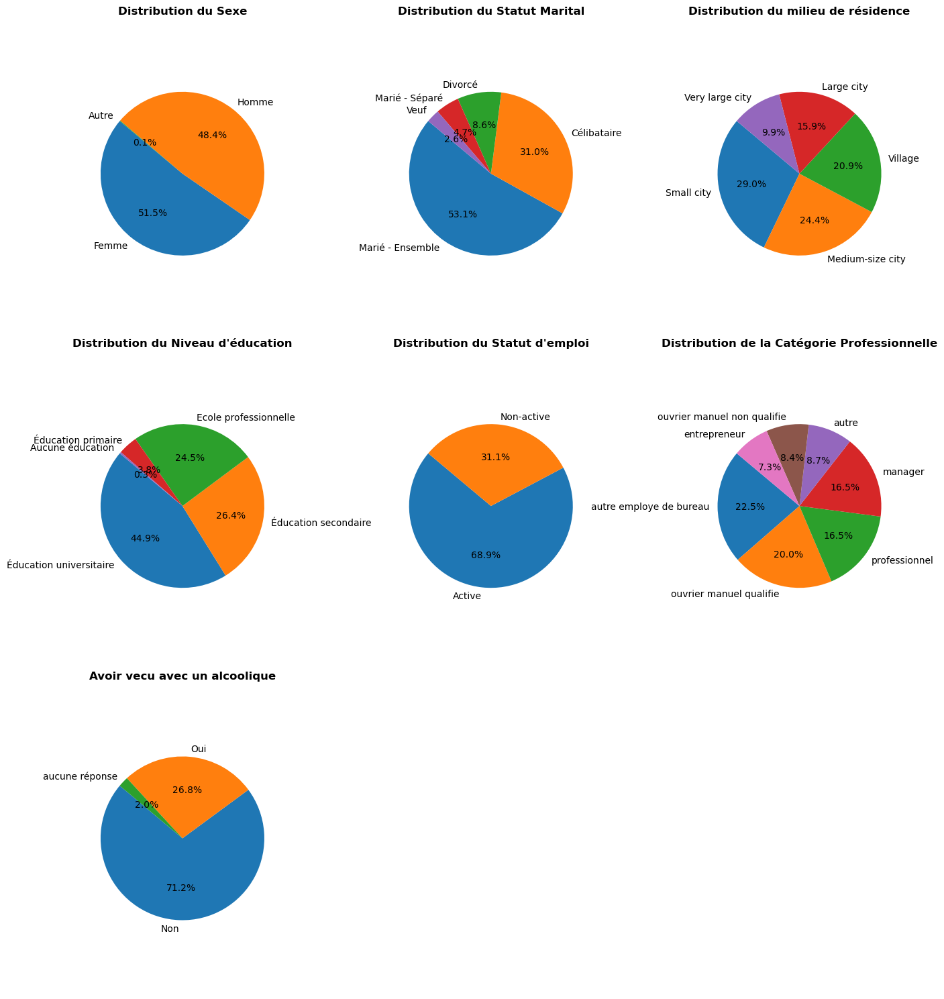 Distribution du Sexe
Homme
Autre
48.4%
0.1%
51.5%
Femme
Distribution du Statut Marital
Divorcé
Marié - Séparé
Veuf
8.6%
4.7%
2.6%
Célibataire
31.0%
53.1%
Marié - Ensemble
Distribution du milieu de résidence
Large city
Very large city
15.9%
9.9%
Village
20.9%
29.0%
Small city
24.4%
Medium-size city
Distribution du Niveau d'éducation
Ecole professionnelle
Éducation primaire
Aucune éducation
24.5%
3.8%
0.3%
26.4%
Éducation secondaire
44.9%
Éducation universitaire
Distribution du Statut d'emploi
Non-active
31.1%
68.9%
Active
Distribution de la Catégorie Professionnelle
ouvrier manuel non qualifie
autre
entrepreneur
8.4%
8.7%
7.3%
manager
16.5%
autre employe de bureau
22.5%
16.5%
20.0%
professionnel
ouvrier manuel qualifie
Avoir vecu avec un alcoolique
Oui
aucune réponse
26.8%
2.0%
71.2%
Non